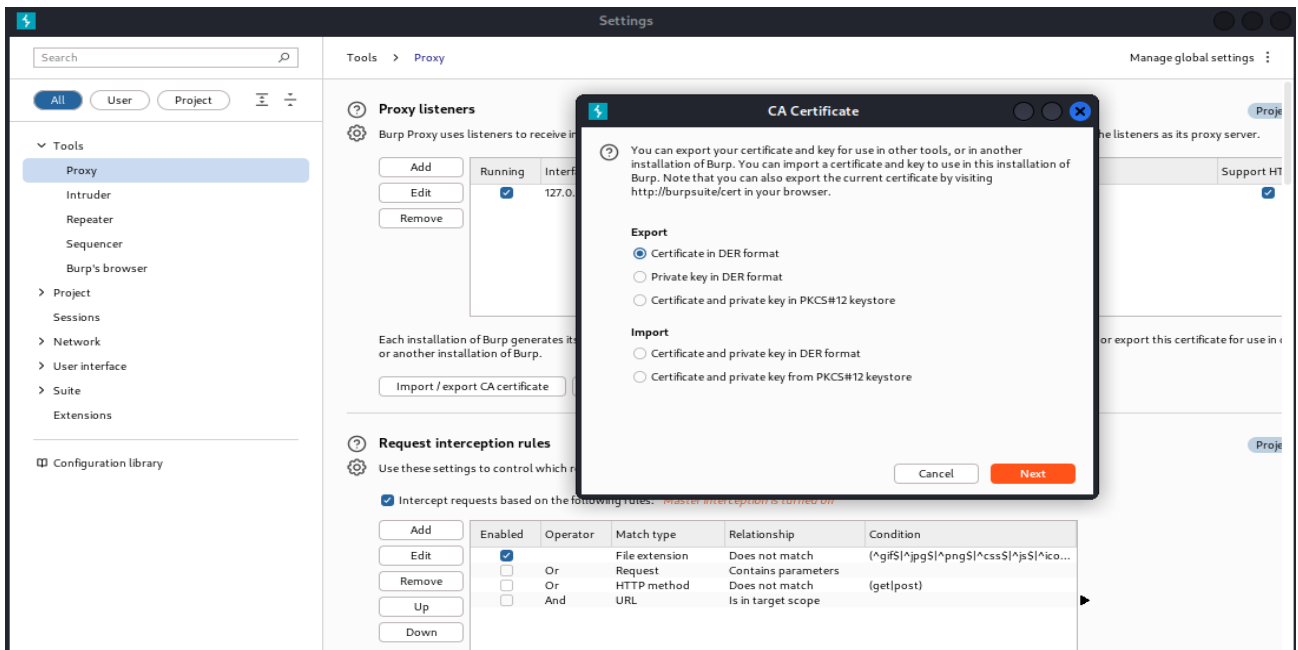 Settings
Search
Tools > Proxy
Manage global settings
All User Project
Tools
Proxy
Intruder
Repeater
Sequencer
Burp's browser
Project
Sessions
Network
User interface
Suite
Extensions
Configuration library
Proxy listeners
Burp Proxy uses listeners to receive
he listeners as its proxy server.
Add
Edit
Remove
Running
127.0.
Support
Each installation of Burp generates
or export this certificate for use in
or another installation of Burp.
Import / export CA certificate
CA Certificate
You can export your certificate and key for use in other tools, or in another
installation of Burp. You can import a certificate and key to use in this installation of
Burp. Note that you can also export the current certificate by visiting
http://burpsuite/cert in your browser.
Export
Certificate in DER format
Private key in DER format
Certificate and private key in PKCS#12 keystore
Import
Certificate and private key in DER format
Certificate and private key from PKCS#12 keystore
Cancel Next
Request interception rules
Use these settings to control which
Intercept requests based on the following rules: Master interception is turned off
Add
Edit
Remove
Up
Down
Enabled Operator Match type Relationship Condition
File extension Does not match (^gif$|^jpg$|^png$|^css$|^js$|^ico...
Or Request Contains parameters
Or HTTP method Does not match (get|post)
And URL Is in target scope